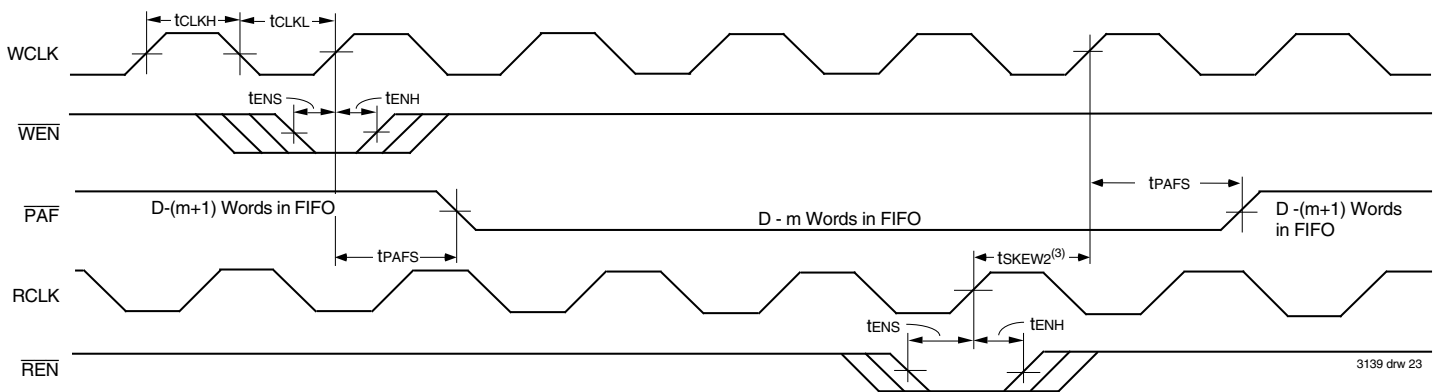 tCLKH tCLKL
WCLK
tENS tENH
WEN
tPAFS
PAF
D-(m+1) Words in FIFO
D - m Words in FIFO
D -(m+1) Words
in FIFO
tPAFS
tSKEW2(3)
RCLK
tENS tENH
REN
3139 drw 23